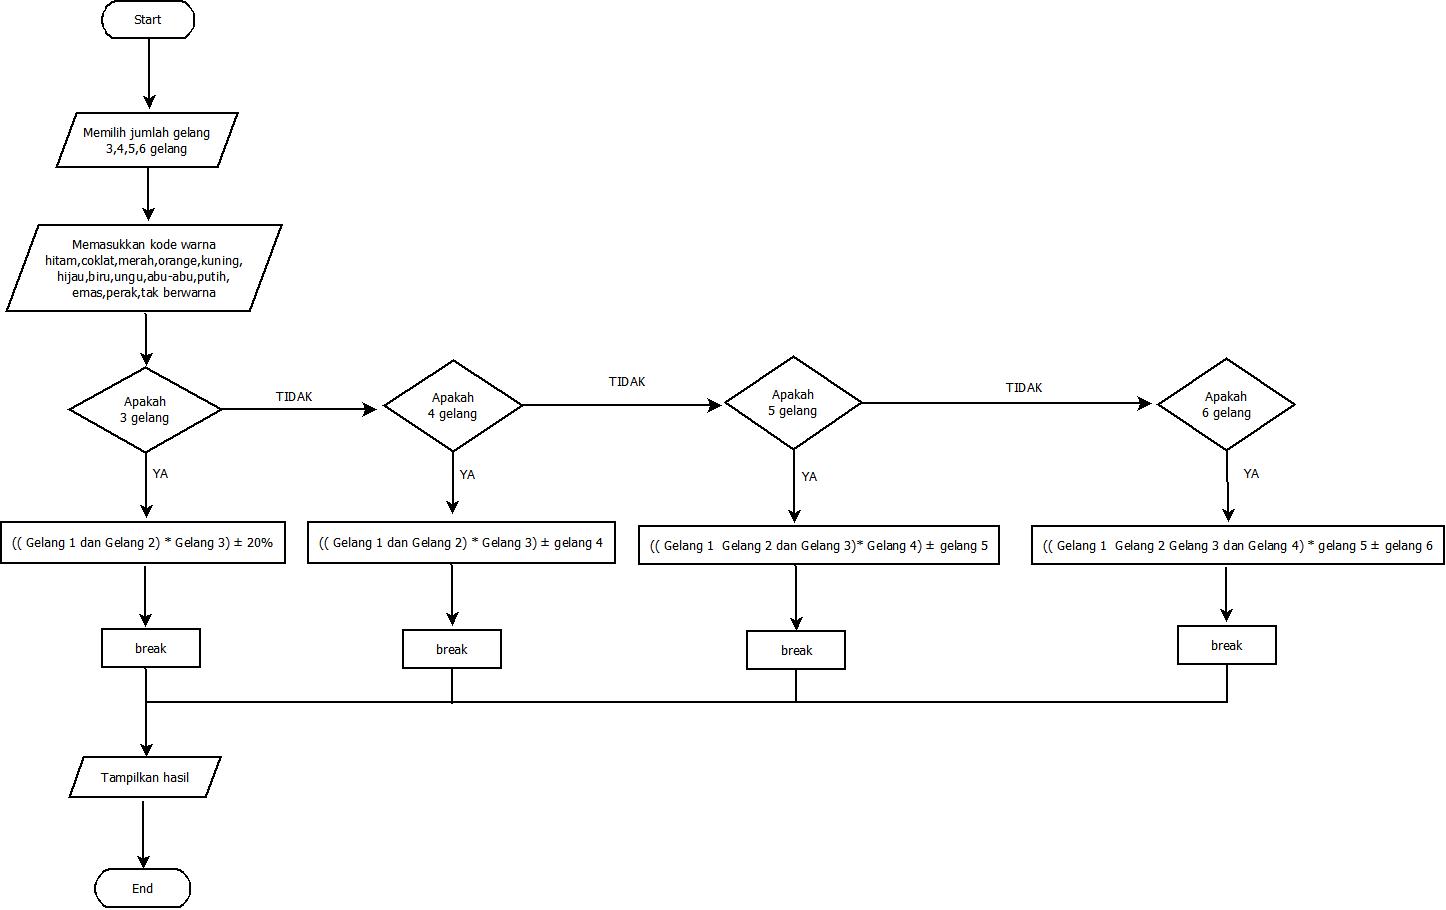 Start
Memilih jumlah gelang
3,4,5,6 gelang
Memasukkan kode warna
hitam,coklat,merah,orange,kuning,
hijau,biru,ungu,abu-abu,putih,
emas,perak,tak berwarna
Apakah
3 gelang
TIDAK
Apakah
4 gelang
TIDAK
Apakah
5 gelang
TIDAK
Apakah
6 gelang
YA
YA
YA
YA
(( Gelang 1 dan Gelang 2) * Gelang 3) ± 20%
(( Gelang 1 dan Gelang 2) * Gelang 3) ± gelang 4
(( Gelang 1  Gelang 2 dan Gelang 3)* Gelang 4) ± gelang 5
(( Gelang 1  Gelang 2 Gelang 3 dan Gelang 4) * gelang 5 ± gelang 6
break
break
break
break
Tampilkan hasil
End